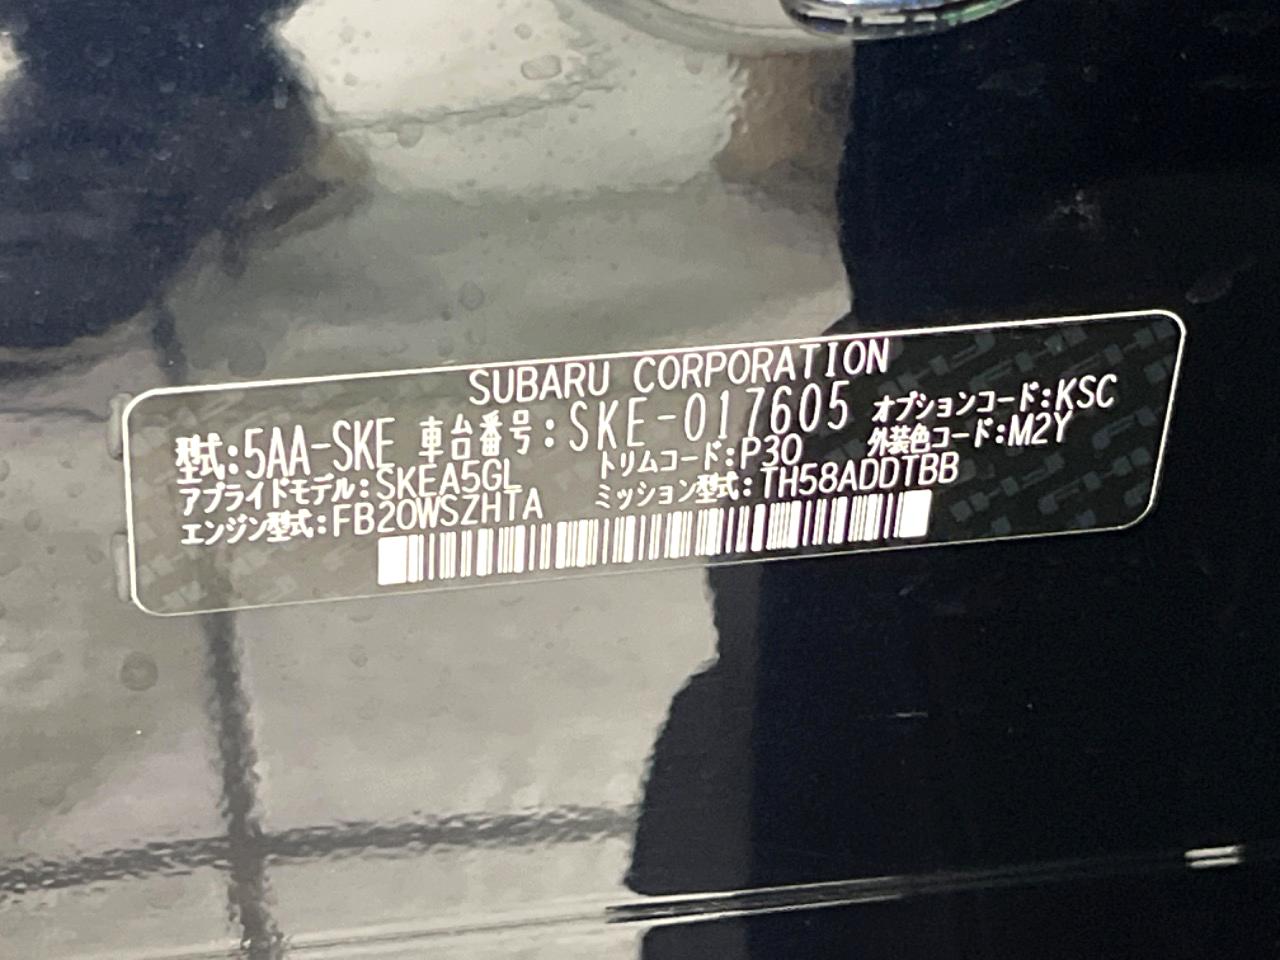 SUBARU CORPORATION
型式:5AA-SKE 車台番号:SKE-017605 オプションコード:KSC
アプライドモデル:SKEA5GL トリムコード:P30 外装色コード:M2Y
エンジン型式:FB20WSZHTA ミッション型式:TH58ADDTBB